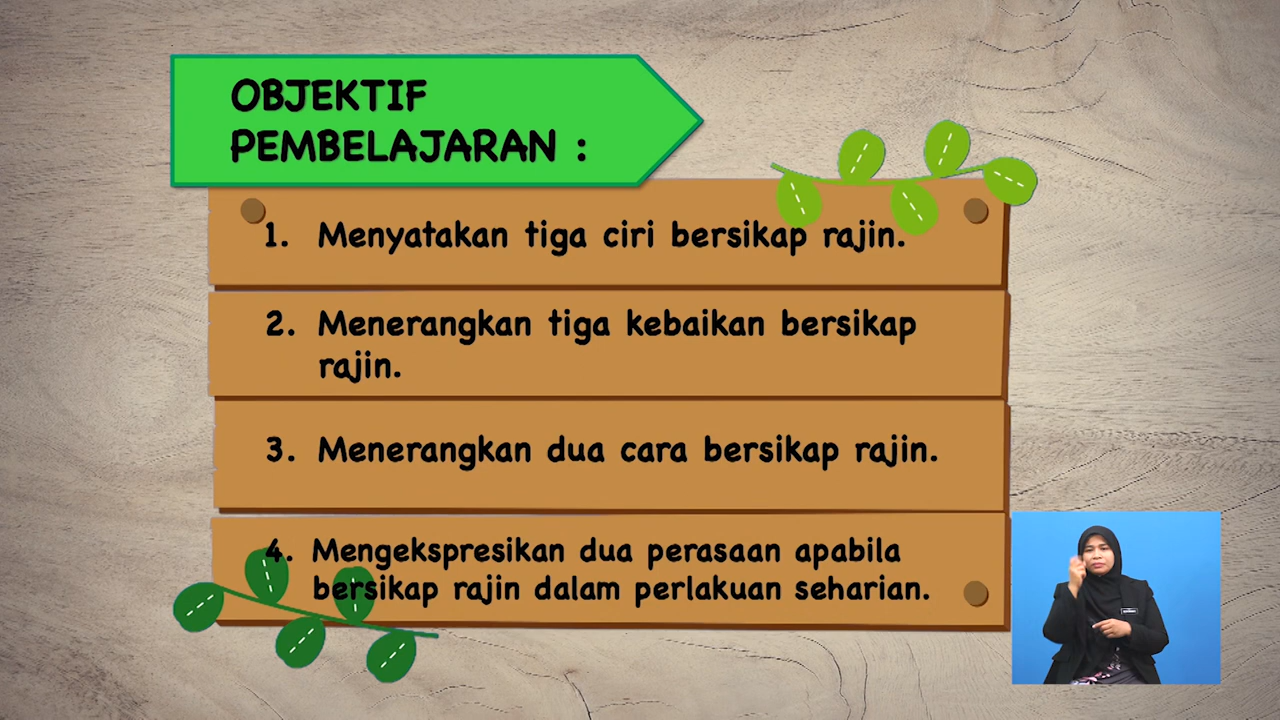 OBJEKTIF
PEMBELAJARAN :
1. Menyatakan tiga ciri bersikap rajin.
2. Menerangkan tiga kebaikan bersikap
rajin.
3. Menerangkan dua cara bersikap rajin.
4. Mengekspresikan dua perasaan apabila
bersikap rajin dalam perlakuan seharian.